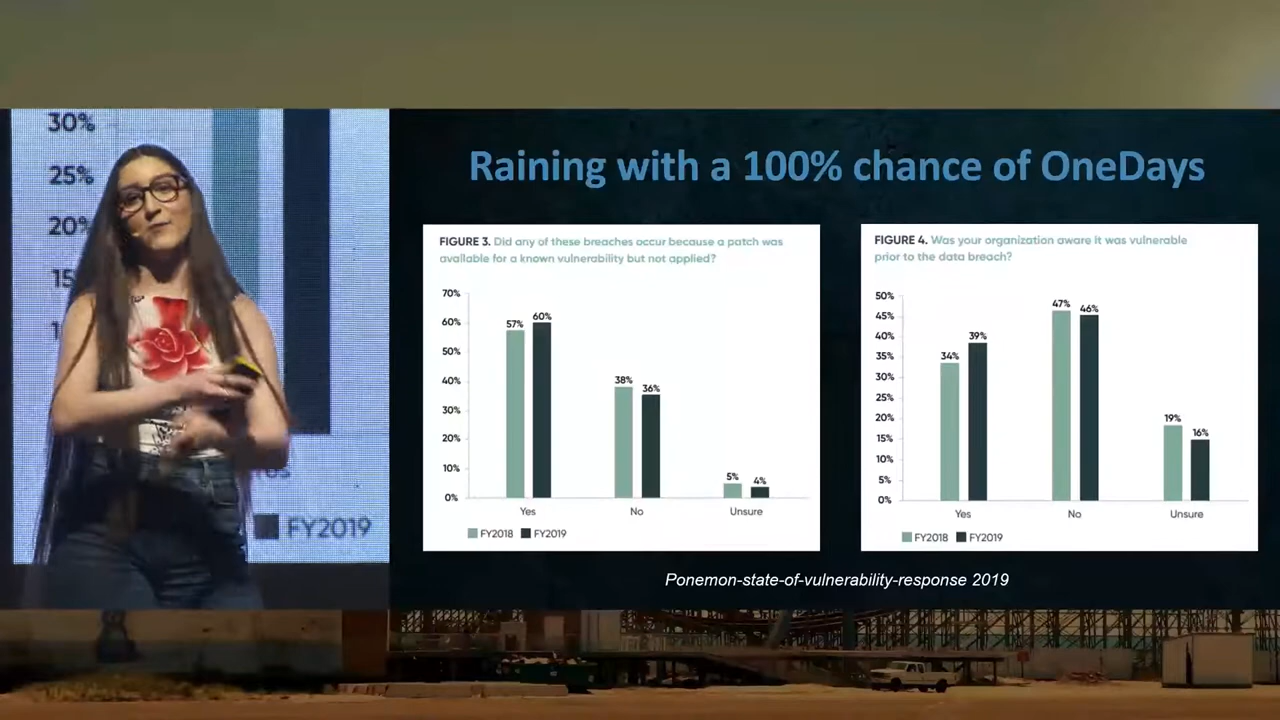 30%
25%
20%
15
FY2019
Raining with a 100% chance of OneDays
FIGURE 3. Did any of these breaches occur because a patch was
available for a known vulnerability but not applied?
70%
60%
50%
40%
30%
20%
10%
0%
57%
60%
38%
36%
5%
4%
Yes
No
Unsure
FY2018
FY2019
FIGURE 4. Was your organization aware it was vulnerable
prior to the data breach?
50%
45%
40%
35%
30%
25%
20%
15%
10%
5%
0%
34%
39%
47%
46%
19%
16%
Yes
No
Unsure
FY2018
FY2019
Ponemon-state-of-vulnerability-response 2019